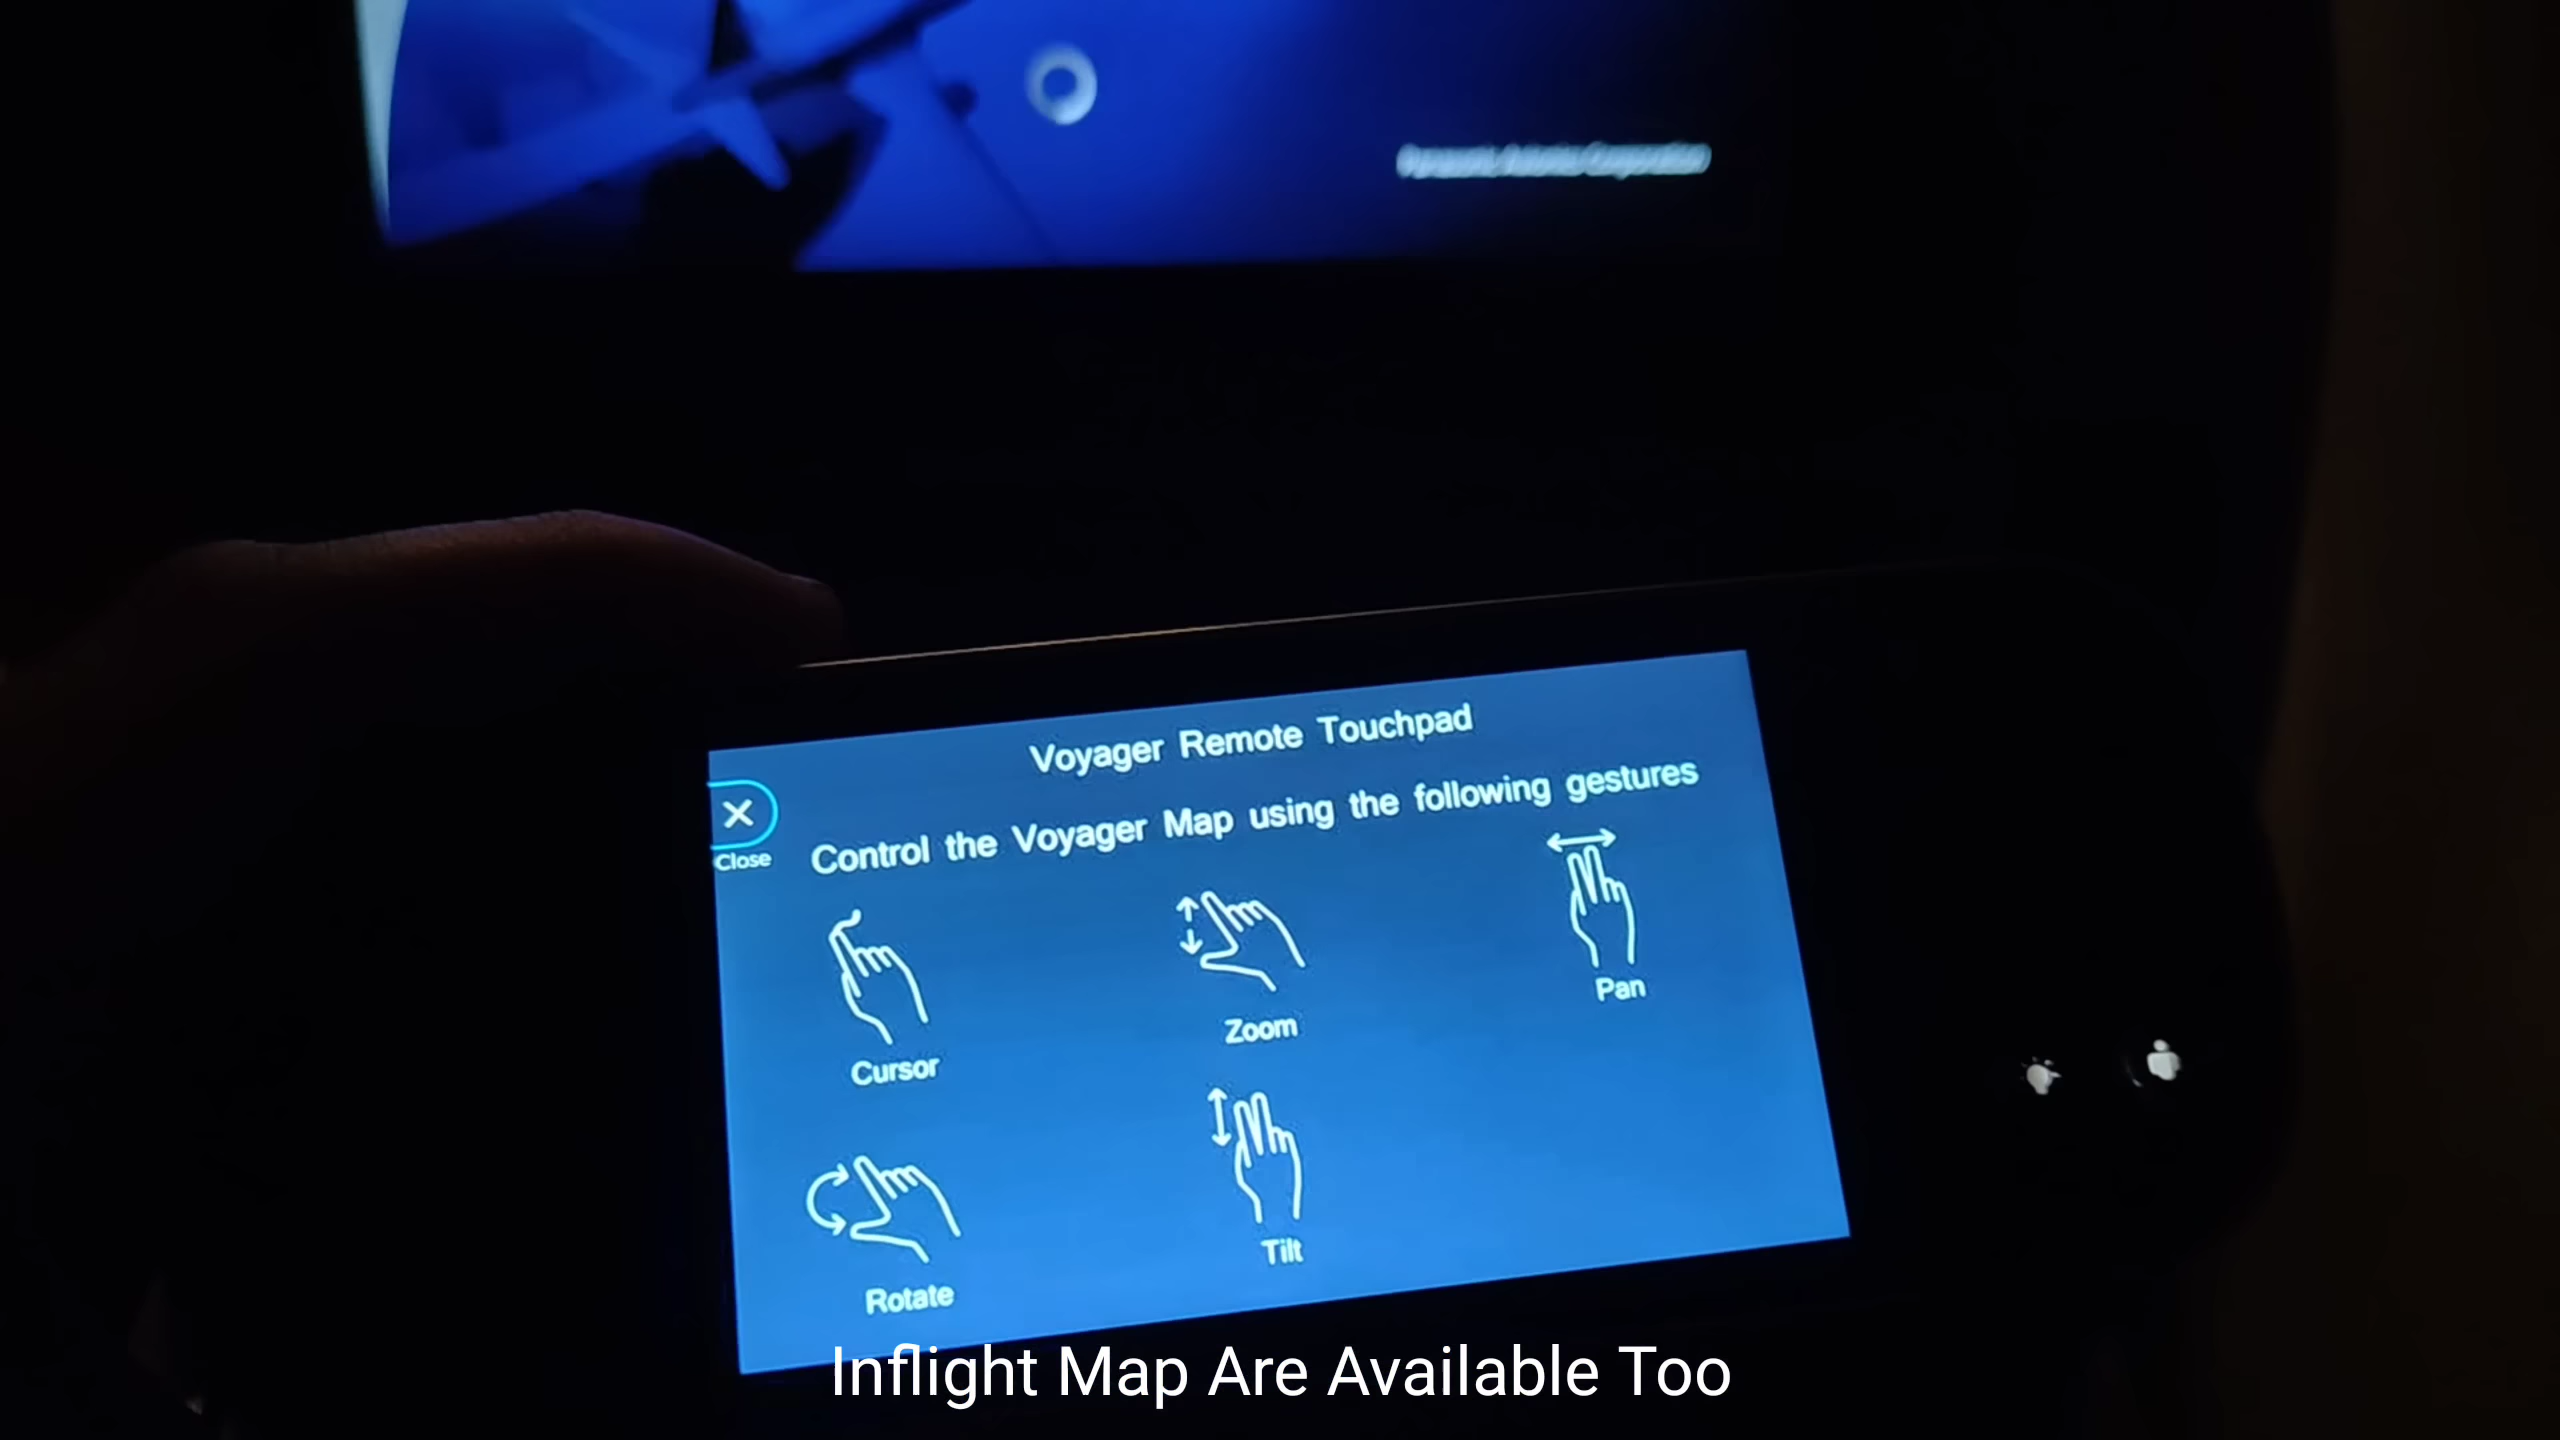 Voyager Remote Touchpad
Control the Voyager Map using the following gestures
Close
Cursor
Zoom
Pan
Rotate
Tilt
Inflight Map Are Available Too